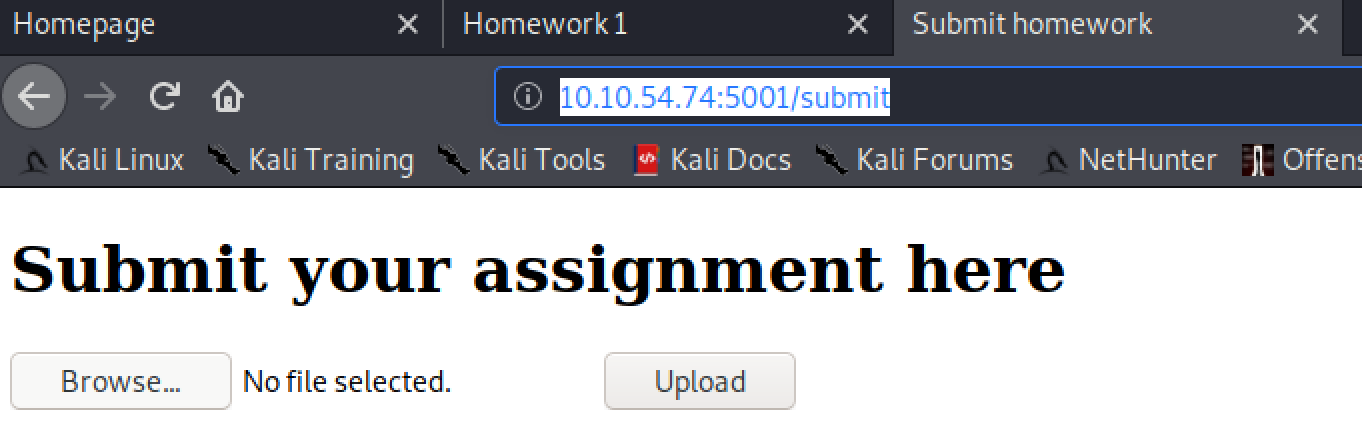 Homepage Homework 1 Submit homework
10.10.54.74:5001/submit
Kali Linux Kali Training Kali Tools Kali Docs Kali Forums NetHunter Offens
Submit your assignment here
Browse... No file selected. Upload